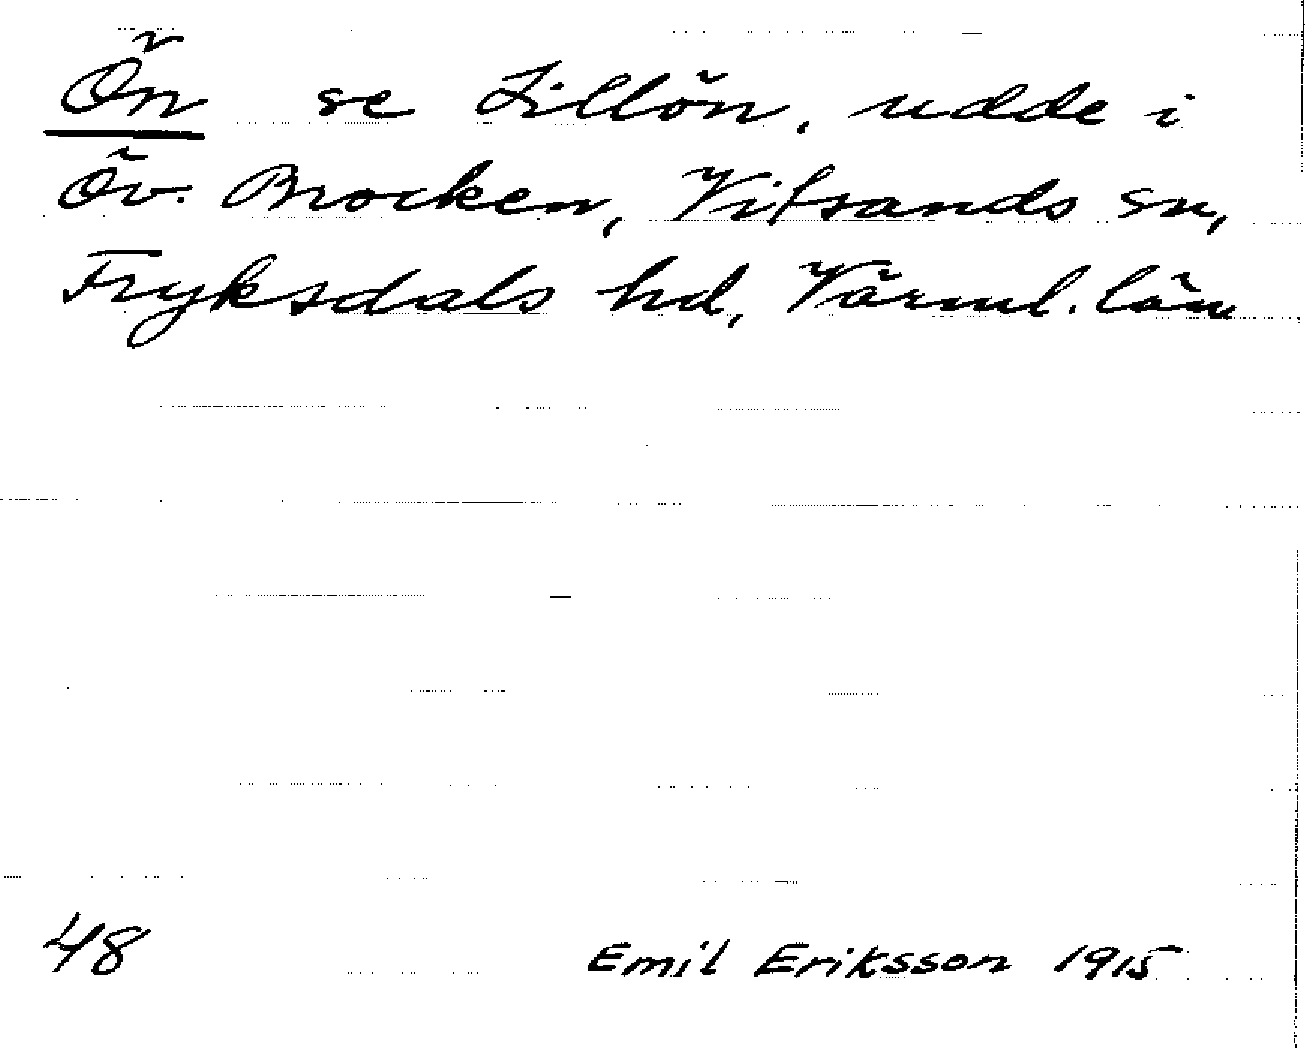 Ön se Lillön, udde i
Öv. Brocken, Vitsands sn,
Fryksdals hd, Värml. län
48 Emil Eriksson 1915